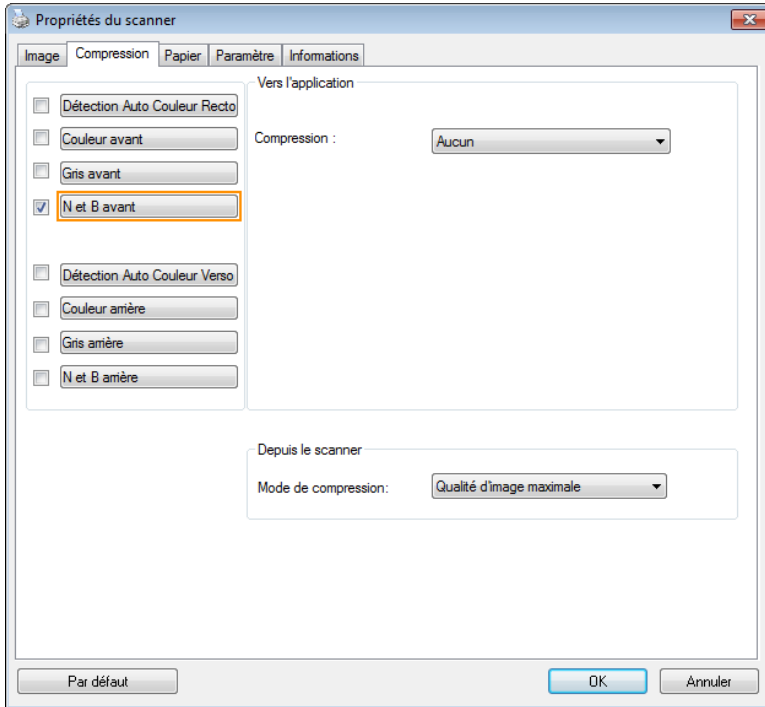 Propriétés du scanner
Image Compression Papier Paramètre Informations
Vers l'application
Détection Auto Couleur Recto
Couleur avant
Compression :
Aucun
Gris avant
N et B avant
Détection Auto Couleur Verso
Couleur arrière
Gris arrière
N et B arrière
Depuis le scanner
Mode de compression:
Qualité d'image maximale
Par défaut
OK
Annuler